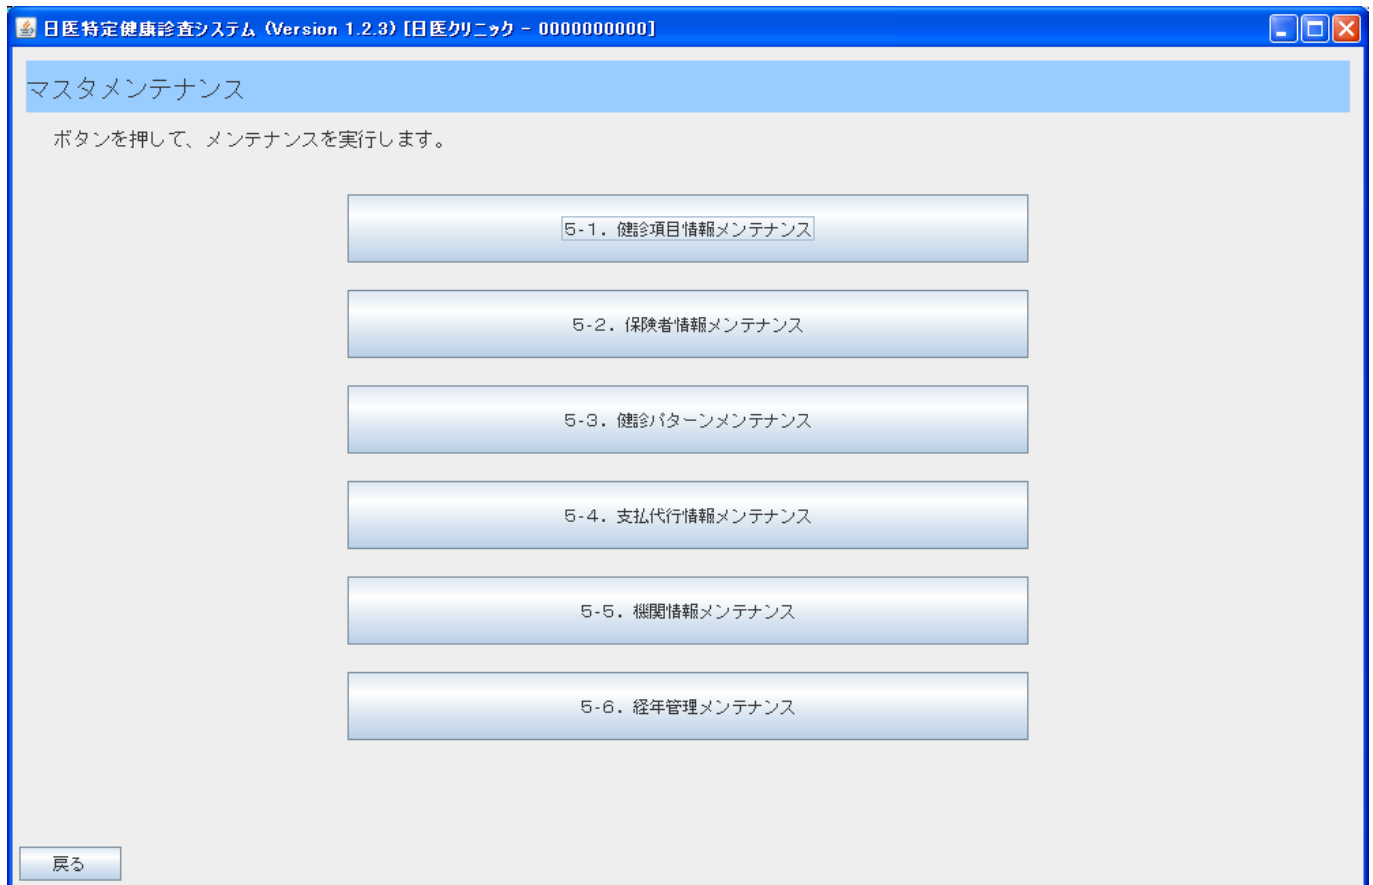 日医特定健康診査システム (Version 1.2.3) [日医クリニック - 0000000000]
マスタメンテナンス
ボタンを押して、メンテナンスを実行します。
５-１．健診項目情報メンテナンス
５-２．保険者情報メンテナンス
５-３．健診パターンメンテナンス
５-４．支払代行情報メンテナンス
５-５．機関情報メンテナンス
５-６．経年管理メンテナンス
戻る